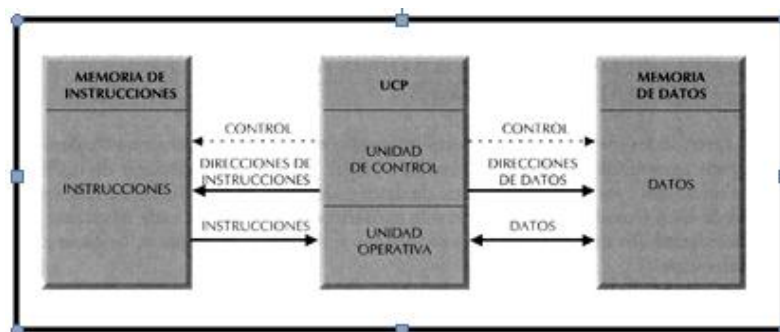 MEMORIA DE
INSTRUCCIONES
INSTRUCCIONES
CONTROL
DIRECCIONES DE
INSTRUCCIONES
INSTRUCCIONES
UCP
UNIDAD
DE CONTROL
UNIDAD
OPERATIVA
CONTROL
DIRECCIONES
DE DATOS
DATOS
MEMORIA
DE DATOS
DATOS